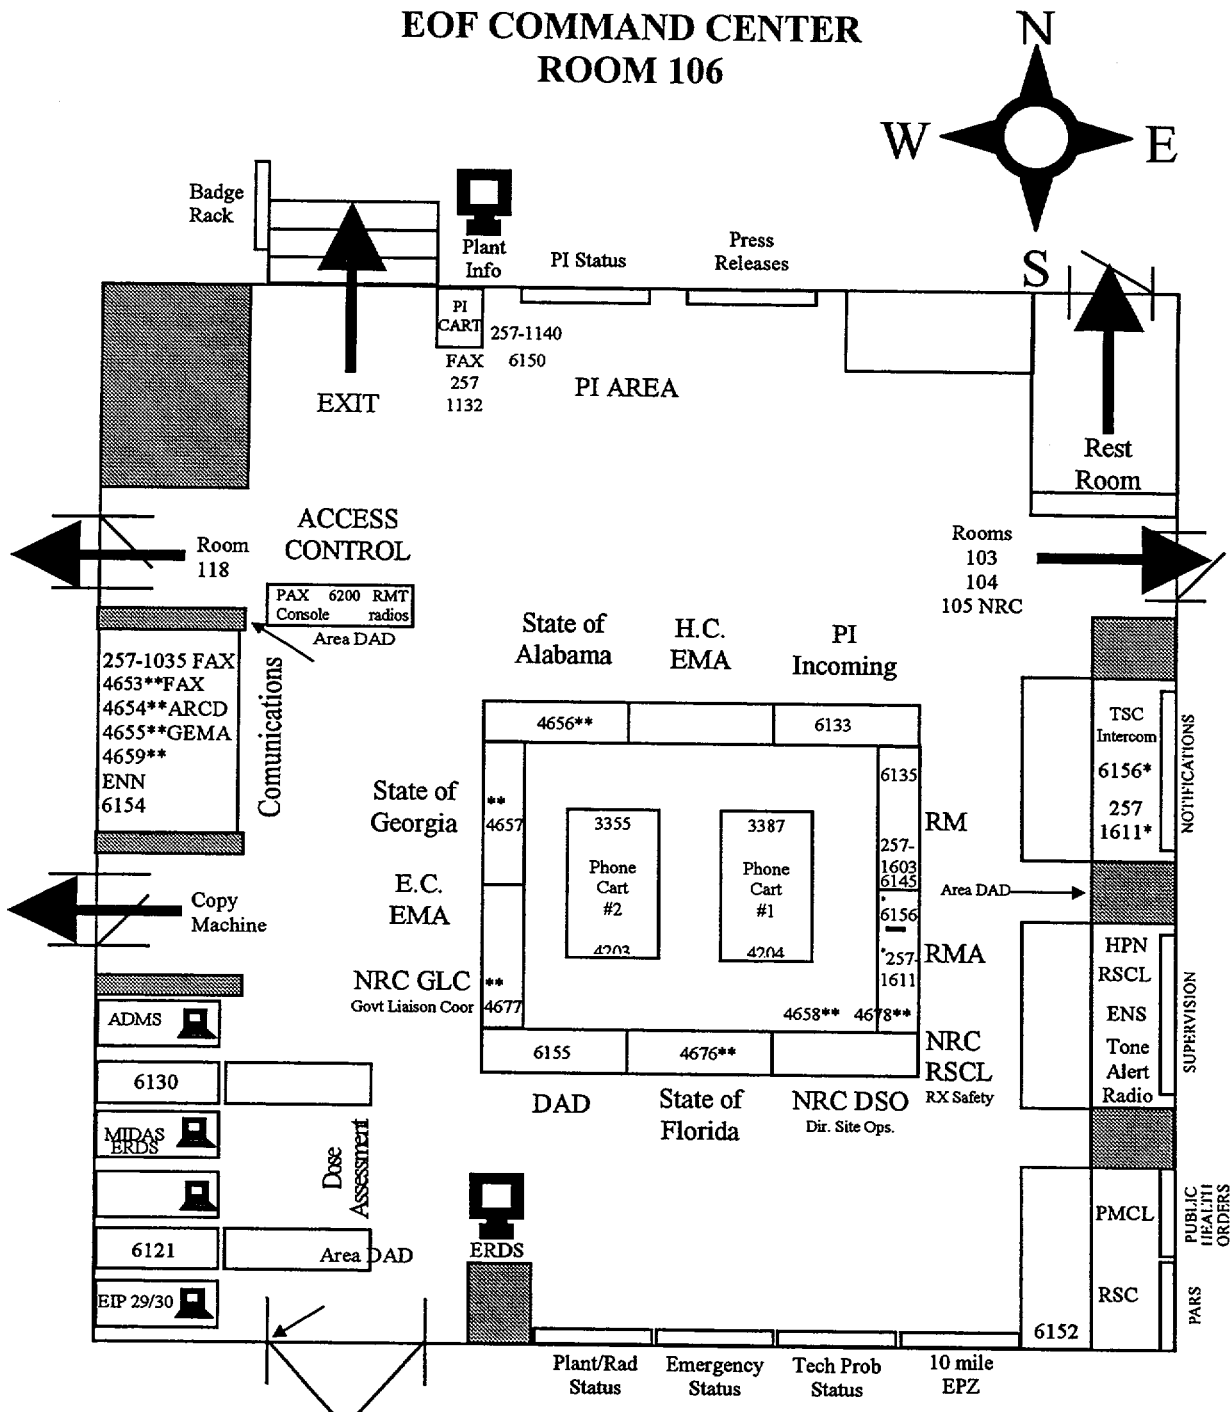 EOF COMMAND CENTER
ROOM 106
N
W
E
S
Badge
Rack
Plant
Info
PI Status
Press
Releases
PI
CART
257-1140
FAX
6150
257
1132
EXIT
PI AREA
Rest
Room
ACCESS
CONTROL
Room
118
Rooms
103
104
105 NRC
PAX 6200 RMT
Console radios
Area DAD
257-1035 FAX
4653**FAX
4654**ARCD
4655**GEMA
4659**
ENN
6154
Comunications
State of
Alabama
H.C.
EMA
PI
Incoming
4656**
6133
State of
Georgia
**
4657
E.C.
EMA
NRC GLC
Govt Liaison Coor
**
4677
3355
Phone
Cart
#2
4203
3387
Phone
Cart
#1
4204
6135
257-
1603
6145
RM
*
6156
*257-
1611
RMA
4658** 4678**
6155
4676**
NRC
RSCL
RX Safety
DAD
State of
Florida
NRC DSO
Dir. Site Ops.
TSC
Intercom
6156*
257
1611*
NOTIFICATIONS
Area DAD
HPN
RSCL
ENS
Tone
Alert
Radio
SUPERVISION
PMCL
PUBLIC
HEALTH
ORDERS
RSC
PARS
6152
Copy
Machine
ADMS
6130
MIDAS
ERDS
Dose
Assessment
6121
Area DAD
EIP 29/30
ERDS
Plant/Rad
Status
Emergency
Status
Tech Prob
Status
10 mile
EPZ